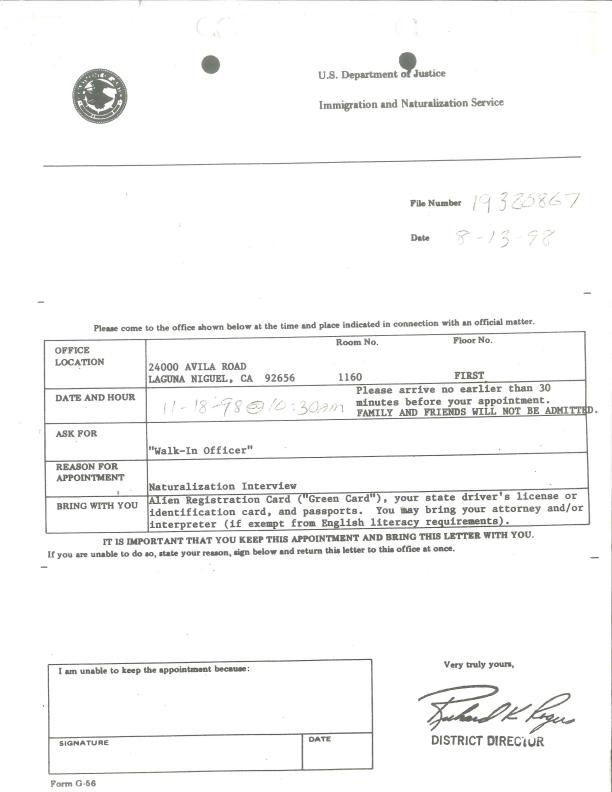 U.S. Department of Justice
Immigration and Naturalization Service
File Number 19325867
Date 8-13-98
Please come to the office shown below at the time and place indicated in connection with an official matter.
OFFICE LOCATION
Room No. Floor No.
24000 AVILA ROAD
LAGUNA NIGUEL, CA 92656 1160 FIRST
DATE AND HOUR
11-18-98 @ 10:30AM
Please arrive no earlier than 30
minutes before your appointment.
FAMILY AND FRIENDS WILL NOT BE ADMITTED.
ASK FOR
"Walk-In Officer"
REASON FOR
APPOINTMENT
Naturalization Interview
BRING WITH YOU
Alien Registration Card ("Green Card"), your state driver's license or
identification card, and passports. You may bring your attorney and/or
interpreter (if exempt from English literacy requirements).
IT IS IMPORTANT THAT YOU KEEP THIS APPOINTMENT AND BRING THIS LETTER WITH YOU.
If you are unable to do so, state your reason, sign below and return this letter to this office at once.
I am unable to keep the appointment because:
SIGNATURE
DATE
Very truly yours,
Richard K Rogers
DISTRICT DIRECTOR
Form G-56